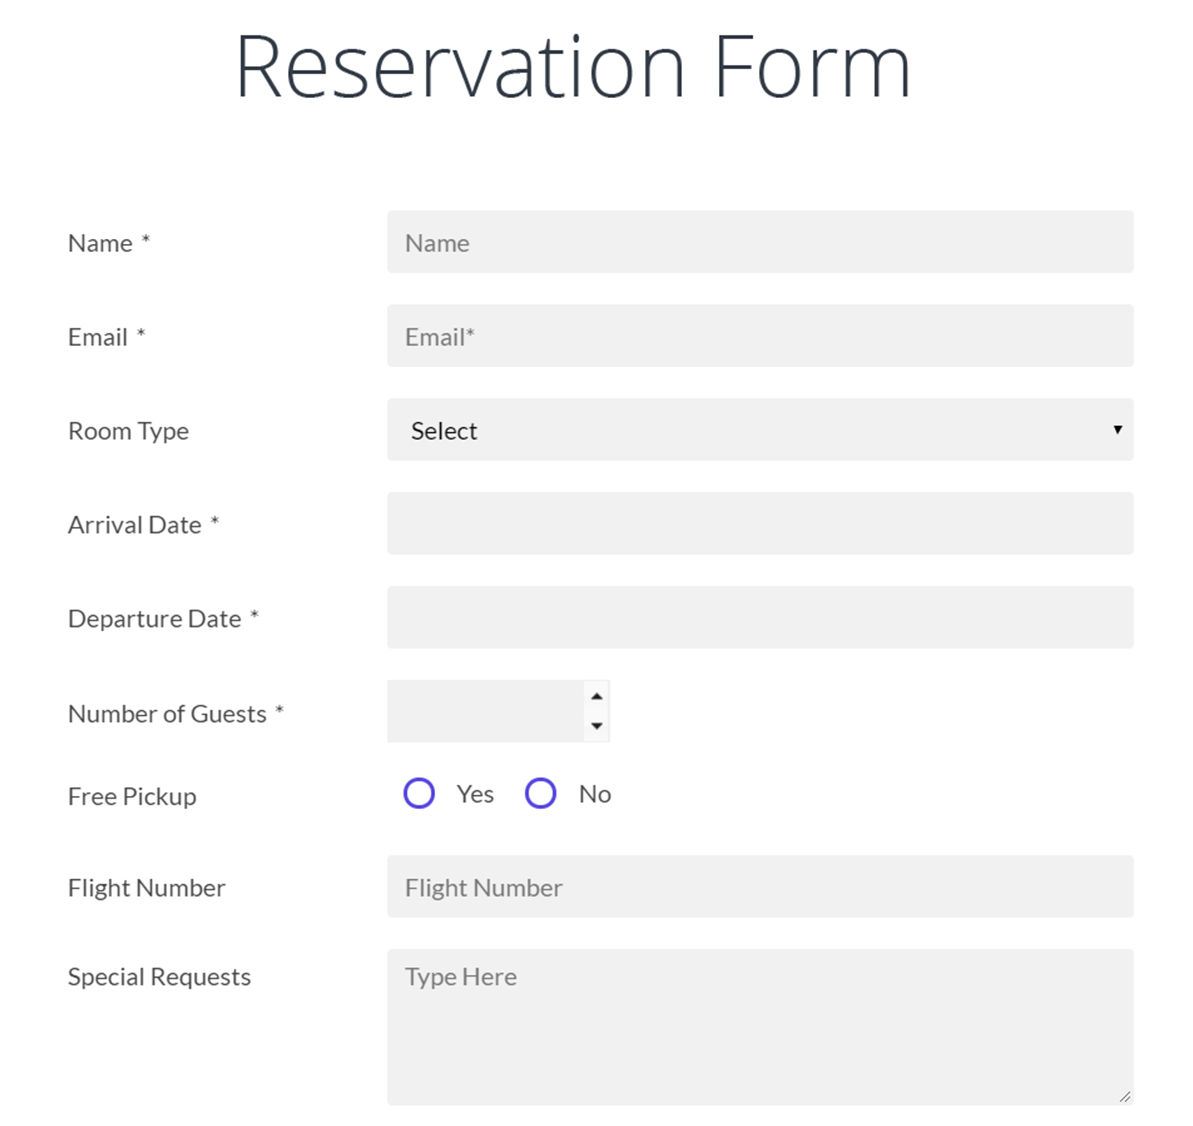 Reservation Form
Name * Name
Email * Email*
Room Type Select
Arrival Date *
Departure Date *
Number of Guests *
Free Pickup Yes No
Flight Number Flight Number
Special Requests Type Here